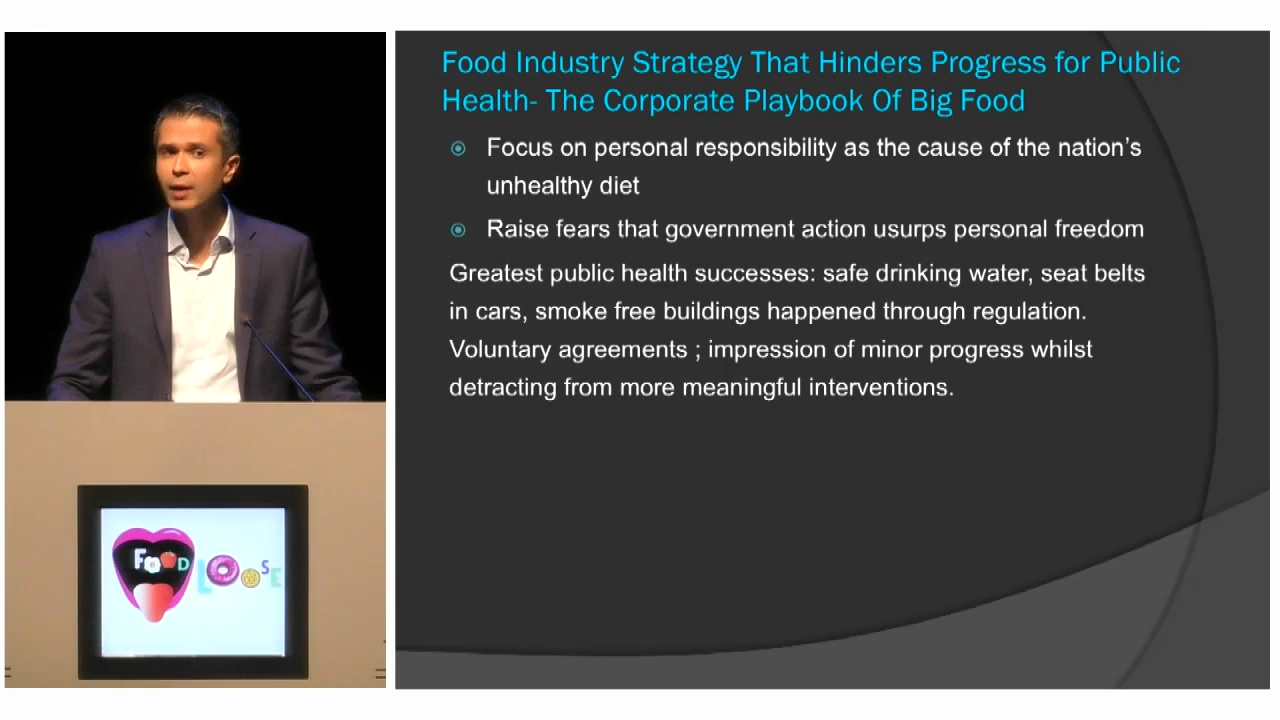 Food Industry Strategy That Hinders Progress for Public
Health- The Corporate Playbook Of Big Food
Focus on personal responsibility as the cause of the nation's
unhealthy diet
Raise fears that government action usurps personal freedom
Greatest public health successes: safe drinking water, seat belts
in cars, smoke free buildings happened through regulation.
Voluntary agreements ; impression of minor progress whilst
detracting from more meaningful interventions.
FooD
LOOSE